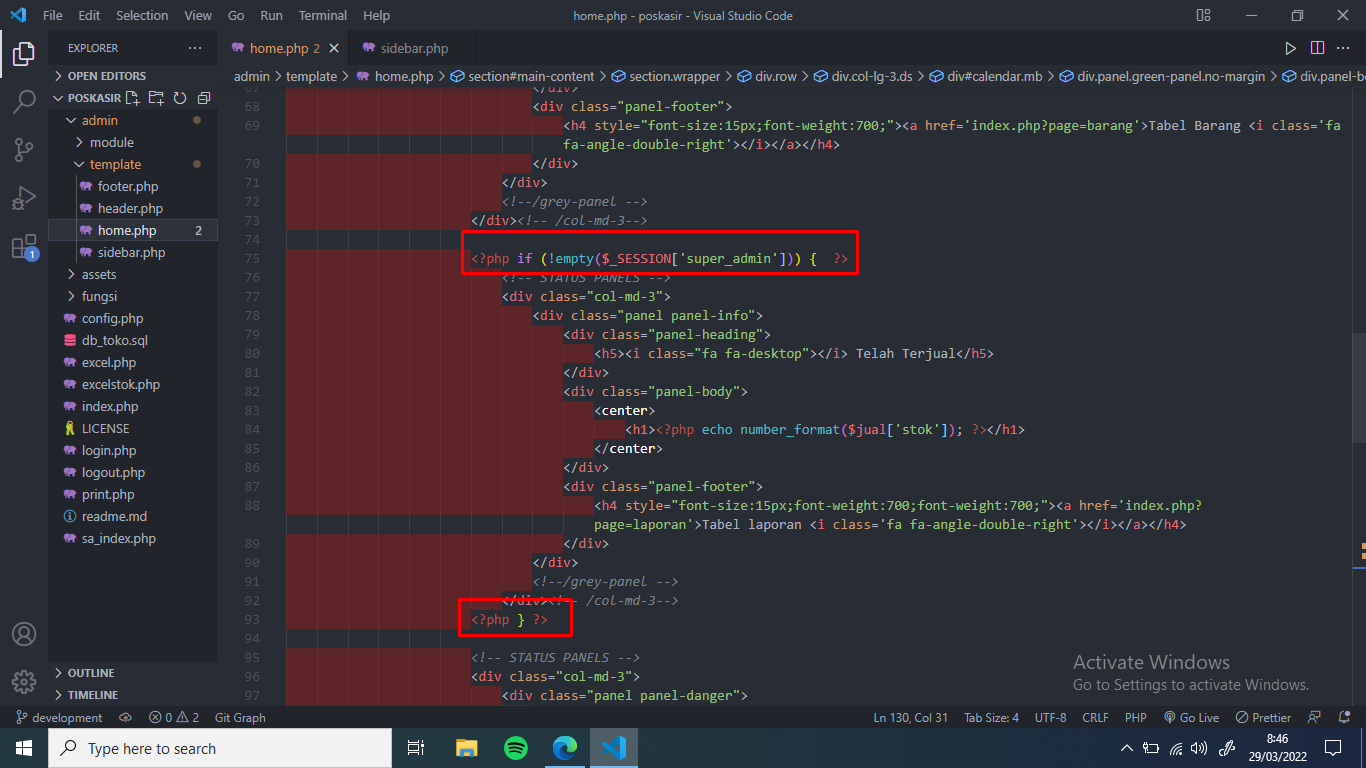 File Edit Selection View Go Run Terminal Help home.php - poskasir - Visual Studio Code
EXPLORER
home.php 2
sidebar.php
admin > template > home.php > section#main-content > section.wrapper > div.row > div.col-lg-3.ds > div#calendar.mb > div.panel.green-panel.no-margin > div.panel-b
OPEN EDITORS
POSKASIR
admin
module
template
footer.php
header.php
home.php 2
sidebar.php
assets
fungsi
config.php
db_toko.sql
excel.php
excelstok.php
index.php
LICENSE
login.php
logout.php
print.php
readme.md
sa_index.php
OUTLINE
TIMELINE
1
67 </div>
68 <div class="panel-footer">
69 <h4 style="font-size:15px;font-weight:700;"><a href='index.php?page=barang'>Tabel Barang <i class='fa
fa-angle-double-right'></i></a></h4>
70 </div>
71 </div>
72 <!--/grey-panel -->
73 </div><!-- /col-md-3-->
74
75 <?php if (!empty($_SESSION['super_admin'])) {  ?>
76 <!-- STATUS PANELS -->
77 <div class="col-md-3">
78 <div class="panel panel-info">
79 <div class="panel-heading">
80 <h5><i class="fa fa-desktop"></i> Telah Terjual</h5>
81 </div>
82 <div class="panel-body">
83 <center>
84 <h1><?php echo number_format($jual['stok']); ?></h1>
85 </center>
86 </div>
87 <div class="panel-footer">
88 <h4 style="font-size:15px;font-weight:700;font-weight:700;"><a href='index.php?
page=laporan'>Tabel laporan <i class='fa fa-angle-double-right'></i></a></h4>
89 </div>
90 </div>
91 <!--/grey-panel -->
92 </div><!-- /col-md-3-->
93 <?php } ?>
94
95 <!-- STATUS PANELS -->
96 <div class="col-md-3">
97 <div class="panel panel-danger">
Activate Windows
Go to Settings to activate Windows.
development 0 2 Git Graph Ln 130, Col 31 Tab Size: 4 UTF-8 CRLF PHP Go Live Prettier
Type here to search
8:46
29/03/2022